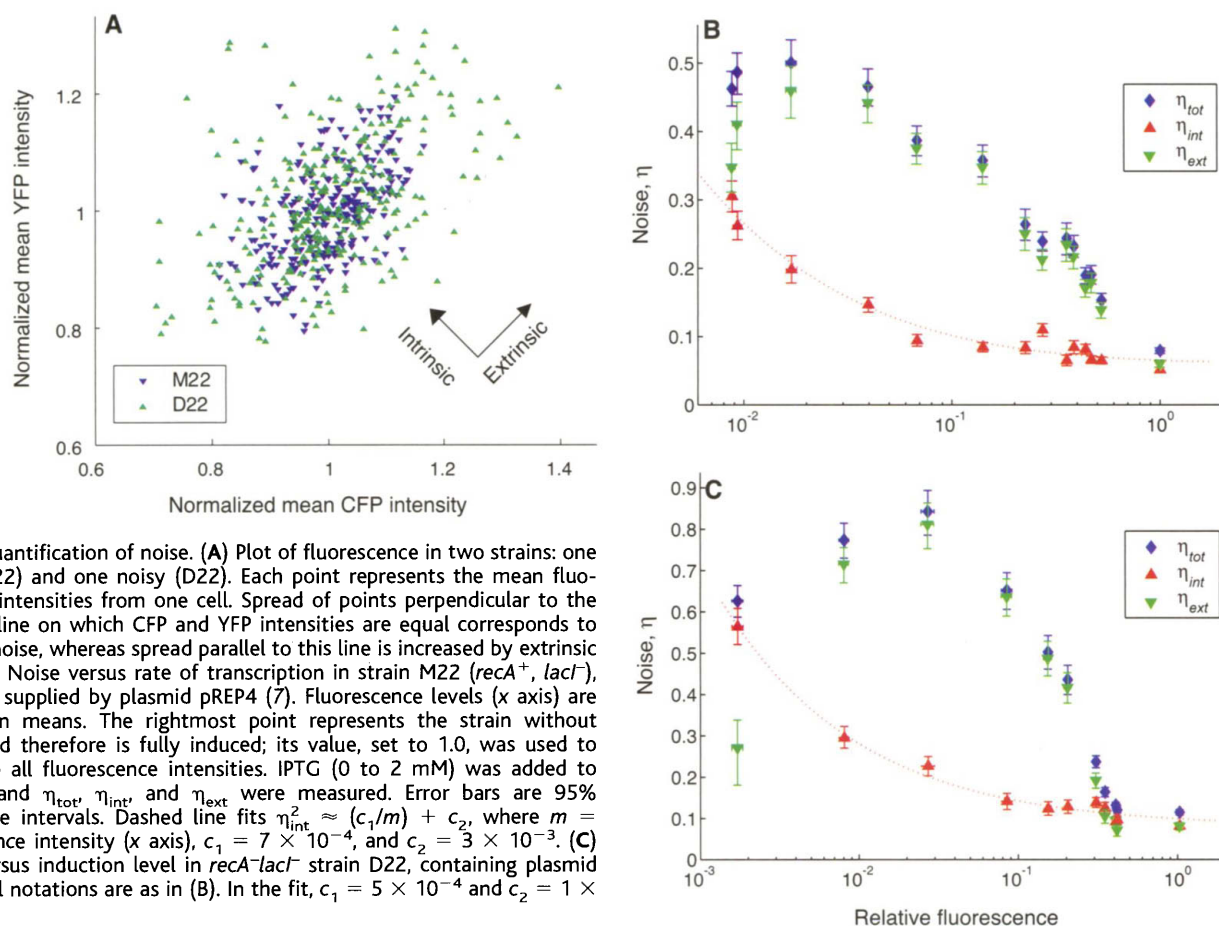 A
Normalized mean YFP intensity
1.2
1
0.8
0.6
0.6 0.8 1 1.2 1.4
Normalized mean CFP intensity
Intrinsic
Extrinsic
M22
D22
B
Noise, η
0.5
0.4
0.3
0.2
0.1
0
10⁻² 10⁻¹ 10⁰
η_tot
η_int
η_ext
C
Noise, η
0.9
0.8
0.7
0.6
0.5
0.4
0.3
0.2
0.1
0
10⁻³ 10⁻² 10⁻¹ 10⁰
Relative fluorescence
η_tot
η_int
η_ext
uantification of noise. (A) Plot of fluorescence in two strains: one
22) and one noisy (D22). Each point represents the mean fluo-
intensities from one cell. Spread of points perpendicular to the
line on which CFP and YFP intensities are equal corresponds to
noise, whereas spread parallel to this line is increased by extrinsic
Noise versus rate of transcription in strain M22 (recA⁺, lacI⁻),
supplied by plasmid pREP4 (7). Fluorescence levels (x axis) are
n means. The rightmost point represents the strain without
d therefore is fully induced; its value, set to 1.0, was used to
all fluorescence intensities. IPTG (0 to 2 mM) was added to
and η_tot, η_int, and η_ext were measured. Error bars are 95%
e intervals. Dashed line fits η²_int ≈ (c₁/m) + c₂, where m =
nce intensity (x axis), c₁ = 7 × 10⁻⁴, and c₂ = 3 × 10⁻³. (C)
ersus induction level in recA⁻lacI⁻ strain D22, containing plasmid
l notations are as in (B). In the fit, c₁ = 5 × 10⁻⁴ and c₂ = 1 ×